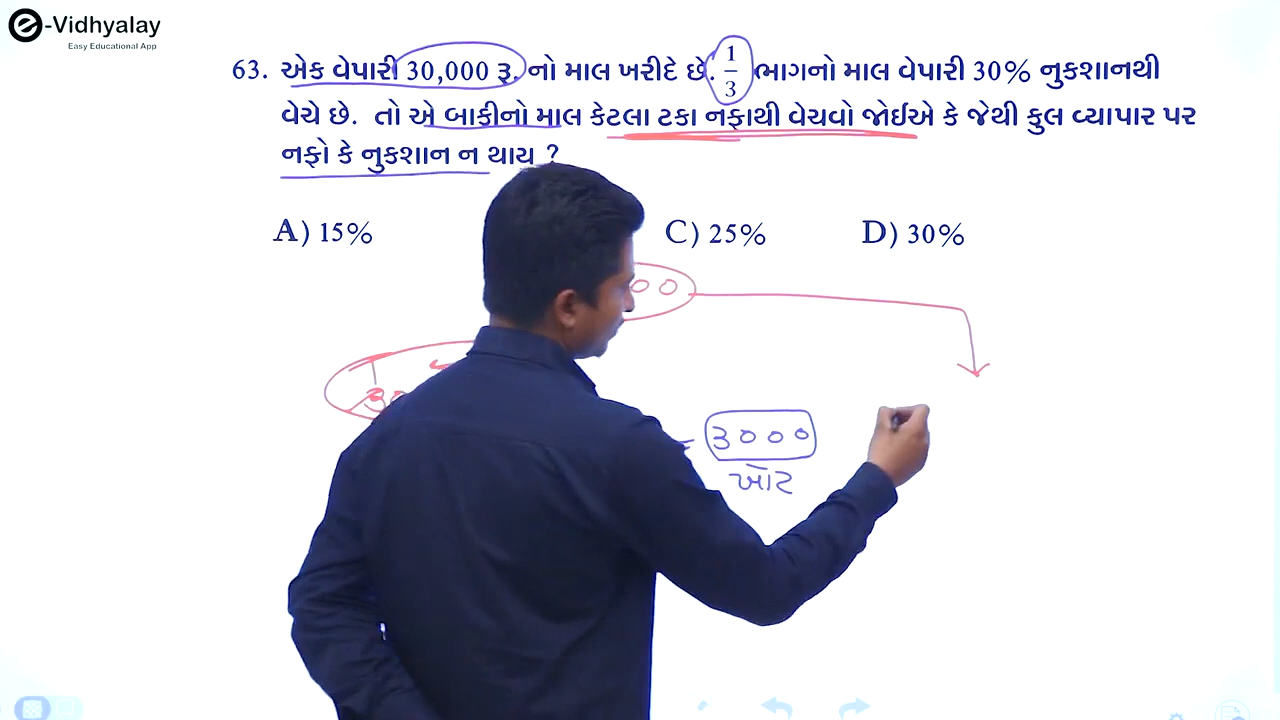 e-Vidhyalay
Easy Educational App
63. એક વેપારી 30,000 રૂ. નો માલ ખરીદે છે. 1/3 ભાગનો માલ વેપારી 30% નુકશાનથી
વેચે છે. તો એ બાકીનો માલ કેટલા ટકા નફાથી વેચવો જોઈએ કે જેથી કુલ વ્યાપાર પર
નફો કે નુકશાન ન થાય ?
A) 15% C) 25% D) 30%
= 3000
ખોટ